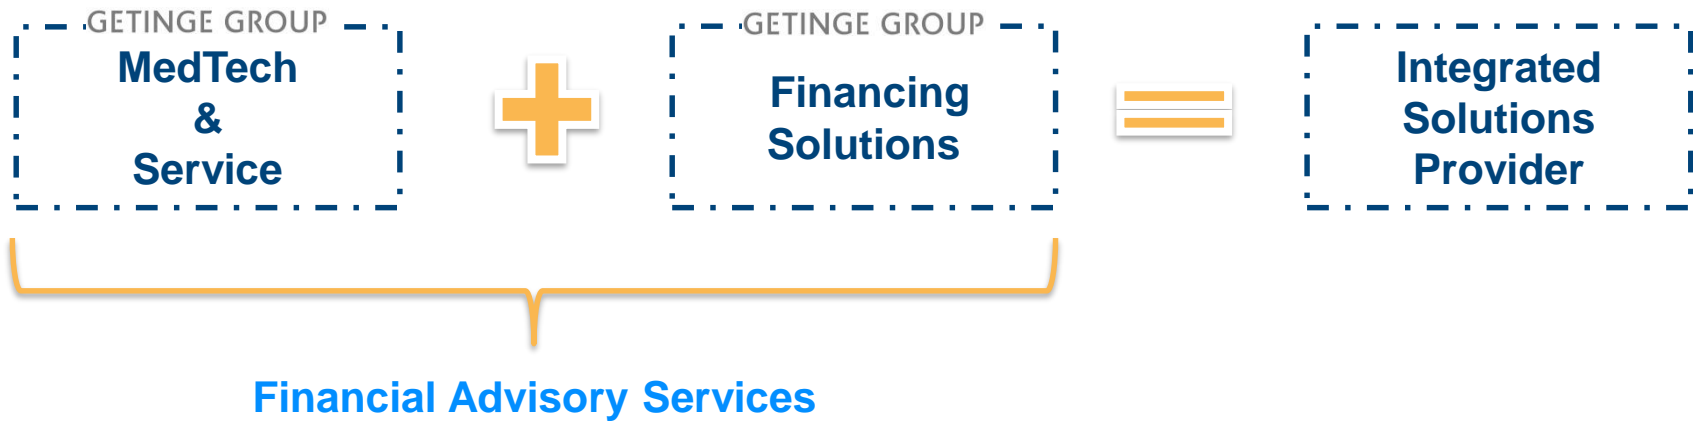 GETINGE GROUP
MedTech
&
Service
GETINGE GROUP
Financing
Solutions
Integrated
Solutions
Provider
Financial Advisory Services